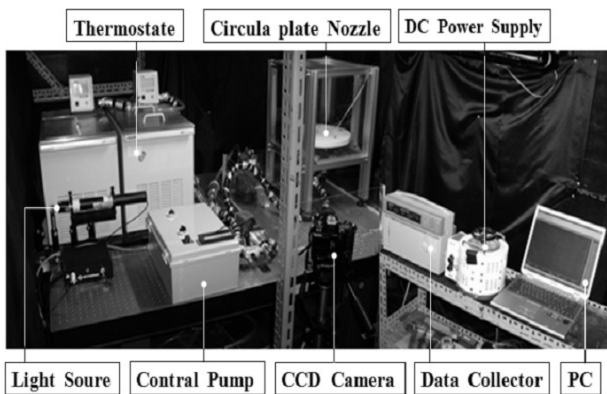 Thermostate
Circula plate Nozzle
DC Power Supply
Light Soure
Contral Pump
CCD Camera
Data Collector
PC